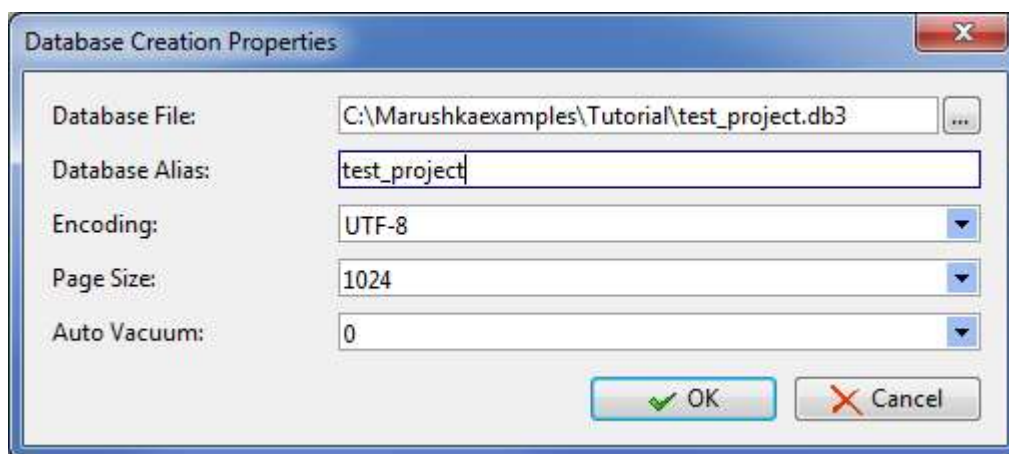 Database Creation Properties
Database File: C:\Marushkaexamples\Tutorial\test_project.db3 ...
Database Alias: test_project
Encoding: UTF-8
Page Size: 1024
Auto Vacuum: 0
OK Cancel